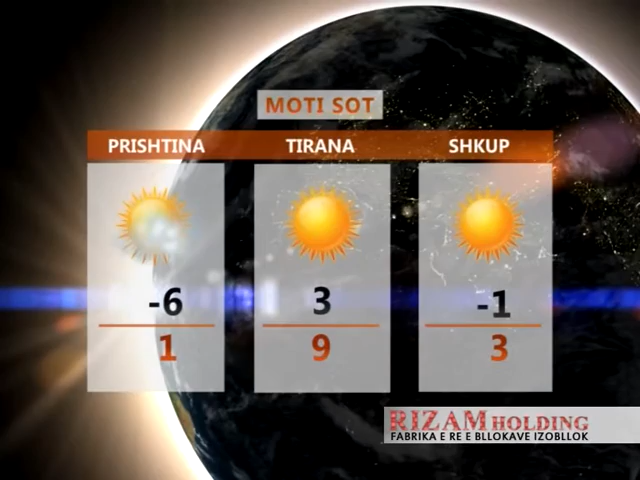 MOTI SOT
PRISHTINA TIRANA SHKUP
-6 3 -1
1 9 3
RIZAM HOLDING
FABRIKA E RE E BLLOKAVE IZOBLLOK